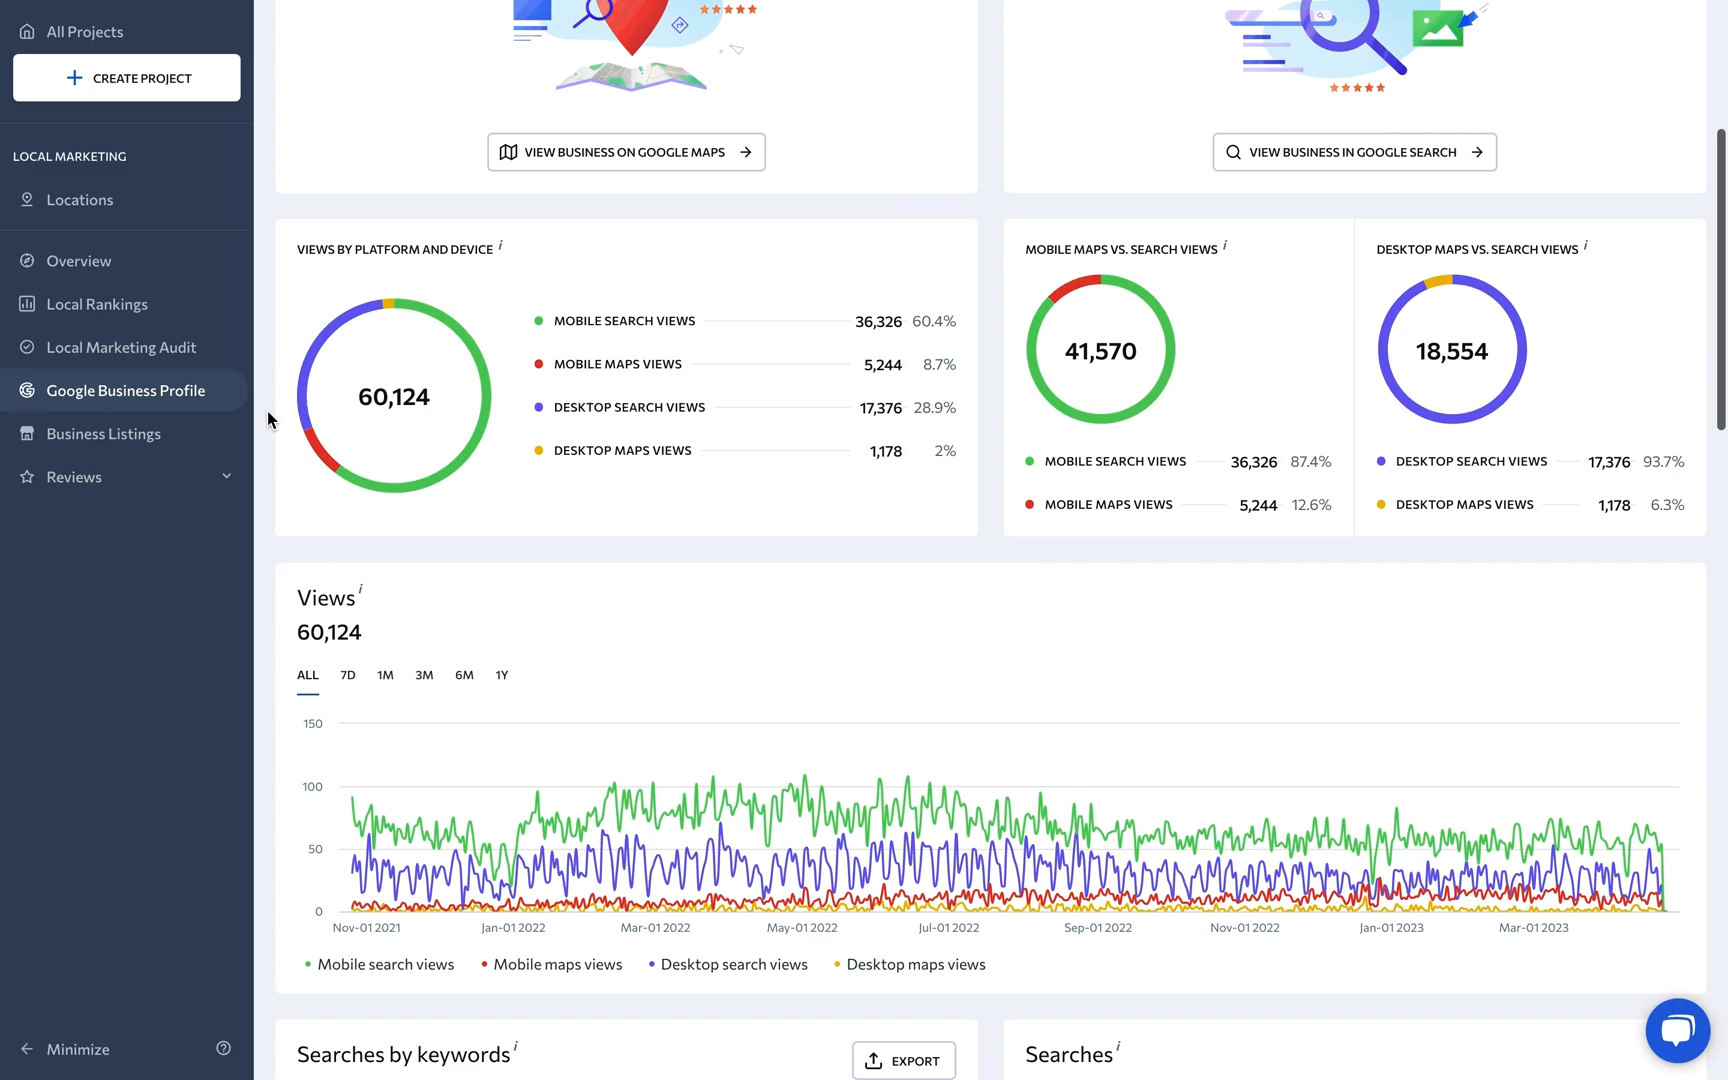 All Projects
CREATE PROJECT
LOCAL MARKETING
Locations
Overview
Local Rankings
Local Marketing Audit
Google Business Profile
Business Listings
Reviews
Minimize
VIEW BUSINESS ON GOOGLE MAPS
VIEW BUSINESS IN GOOGLE SEARCH
VIEWS BY PLATFORM AND DEVICE i
60,124
MOBILE SEARCH VIEWS 36,326 60.4%
MOBILE MAPS VIEWS 5,244 8.7%
DESKTOP SEARCH VIEWS 17,376 28.9%
DESKTOP MAPS VIEWS 1,178 2%
MOBILE MAPS VS. SEARCH VIEWS i
41,570
MOBILE SEARCH VIEWS 36,326 87.4%
MOBILE MAPS VIEWS 5,244 12.6%
DESKTOP MAPS VS. SEARCH VIEWS i
18,554
DESKTOP SEARCH VIEWS 17,376 93.7%
DESKTOP MAPS VIEWS 1,178 6.3%
Views i
60,124
ALL 7D 1M 3M 6M 1Y
150
100
50
0
Nov-01 2021 Jan-01 2022 Mar-01 2022 May-01 2022 Jul-01 2022 Sep-01 2022 Nov-01 2022 Jan-01 2023 Mar-01 2023
Mobile search views Mobile maps views Desktop search views Desktop maps views
Searches by keywords i
EXPORT
Searches i